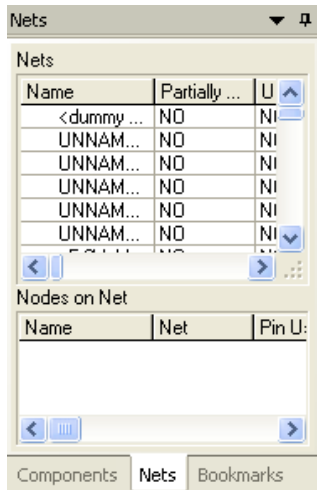 Nets
Nets
Name Partially ... U
<dummy ... NO
UNNAM... NO
UNNAM... NO
UNNAM... NO
UNNAM... NO
UNNAM... NO
Nodes on Net
Name Net Pin U
Components Nets Bookmarks